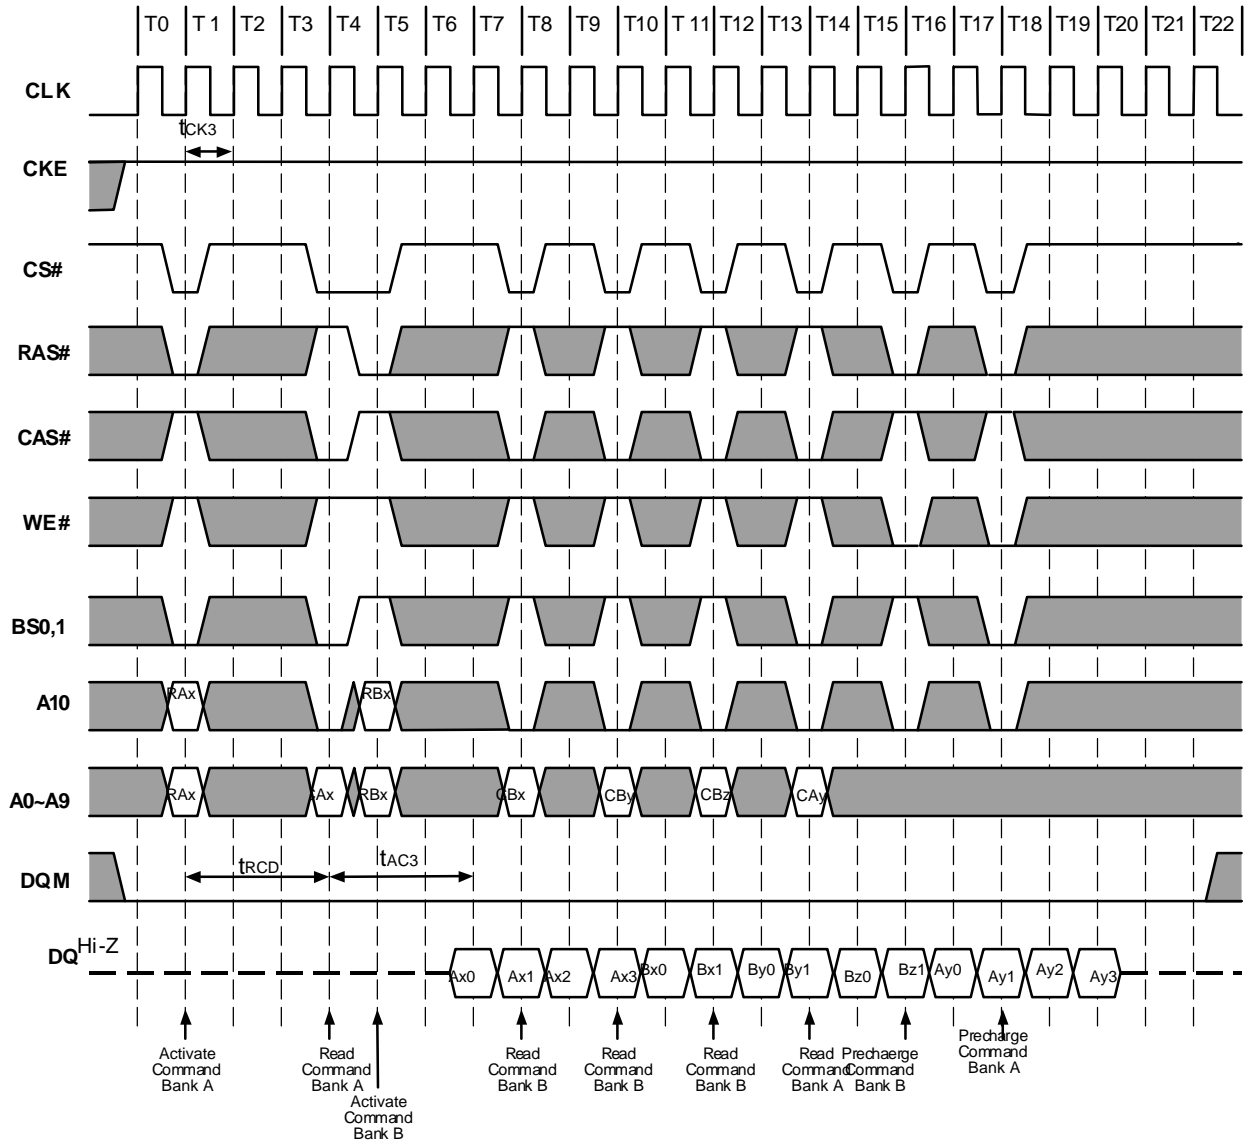 T0 T 1 T2 T3 T4 T5 T6 T7 T8 T9 T10 T 11 T12 T13 T14 T15 T16 T17 T18 T19 T20 T21 T22
CLK
tCK3
CKE
CS#
RAS#
CAS#
WE#
BS0,1
A10
RAx RBx
A0~A9
RAx CAx RBx CBx CBy CBz CAy
DQM
tRCD tAC3
DQ
Hi-Z
Ax0 Ax1 Ax2 Ax3 Bx0 Bx1 By0 By1 Bz0 Bz1 Ay0 Ay1 Ay2 Ay3
Activate
Command
Bank A
Read
Command
Bank A
Activate
Command
Bank B
Read
Command
Bank B
Read
Command
Bank B
Read
Command
Bank B
Read
Command
Bank A
Prechaerge
Command
Bank B
Precharge
Command
Bank A